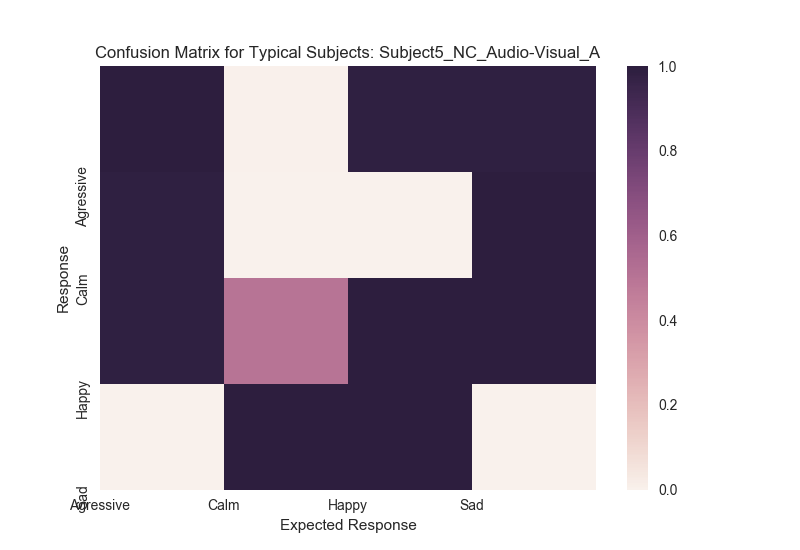 Confusion Matrix for Typical Subjects: Subject5_NC_Audio-Visual_A
1.0
0.8
0.6
0.4
0.2
0.0
Response
Agressive
Calm
Happy
Sad
Agressive
Calm
Happy
Sad
Expected Response